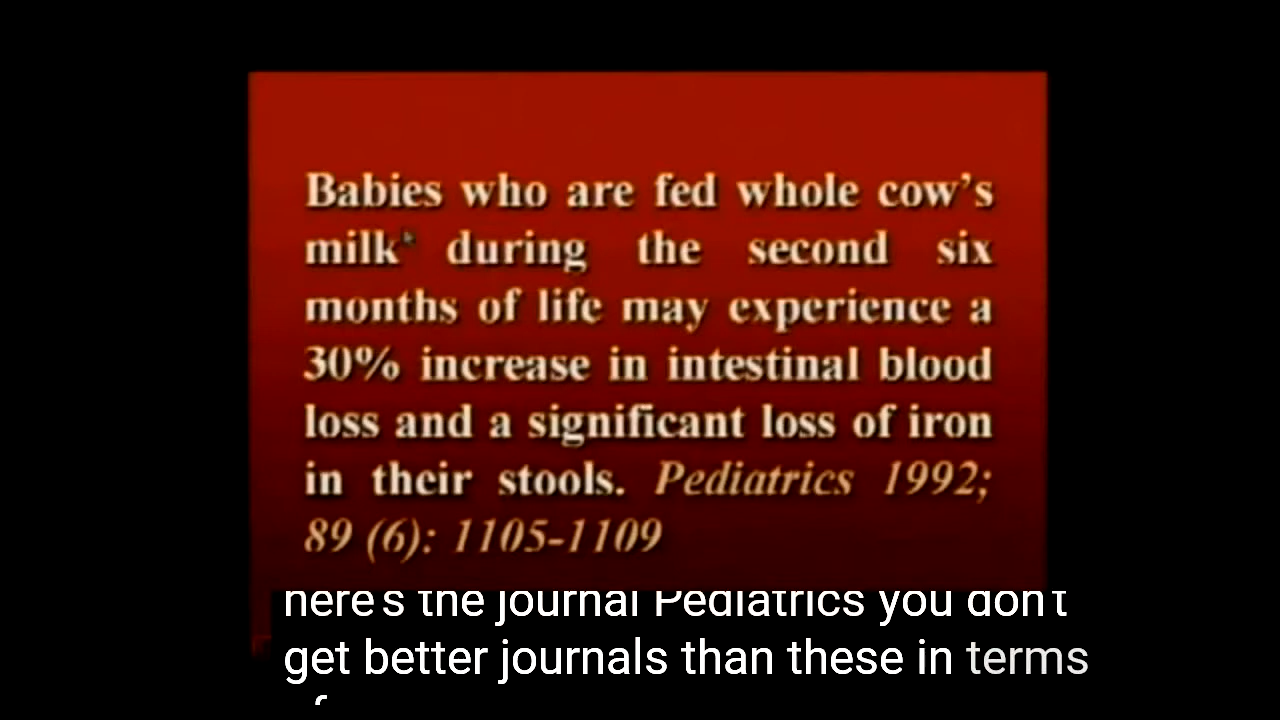 Babies who are fed whole cow's
milk during the second six
months of life may experience a
30% increase in intestinal blood
loss and a significant loss of iron
in their stools. Pediatrics 1992;
89 (6): 1105-1109
here's the journal Pediatrics you don't
get better journals than these in terms